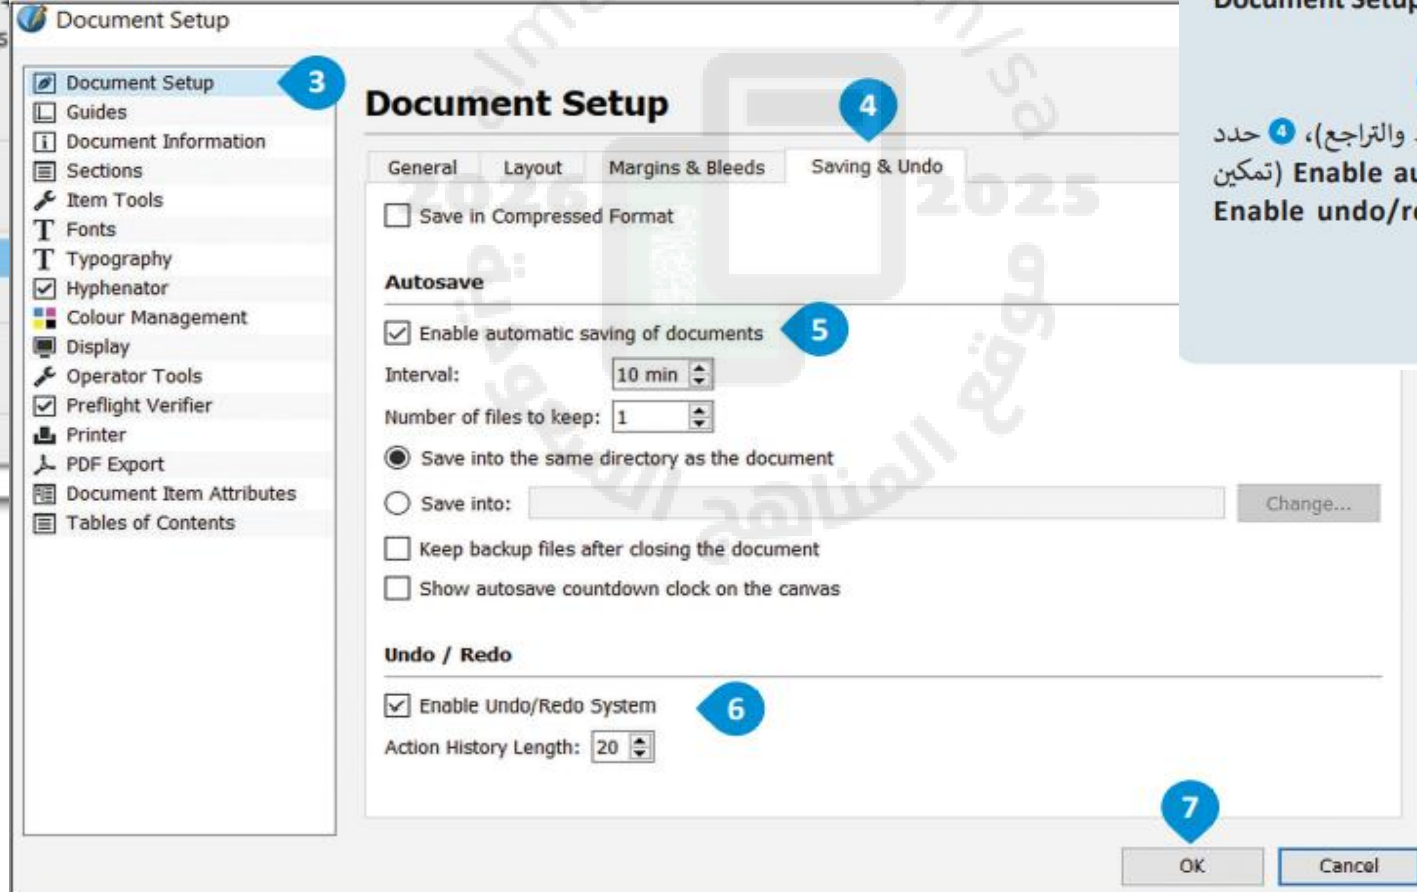 Document Setup
Document Setup
3
Guides
Document Information
Sections
Item Tools
Fonts
Typography
Hyphenator
Colour Management
Display
Operator Tools
Preflight Verifier
Printer
PDF Export
Document Item Attributes
Tables of Contents
Document Setup
4
General
Layout
Margins & Bleeds
Saving & Undo
Save in Compressed Format
Autosave
Enable automatic saving of documents
5
Interval:
10 min
Number of files to keep: 1
Save into the same directory as the document
Save into:
Change...
Keep backup files after closing the document
Show autosave countdown clock on the canvas
Undo / Redo
Enable Undo/Redo System
6
Action History Length: 20
7
OK
Cancel
والتراجع)، 4 حدد
Enable (تمكين
Enable undo/
موقع المناهج السعودية
2026 2025